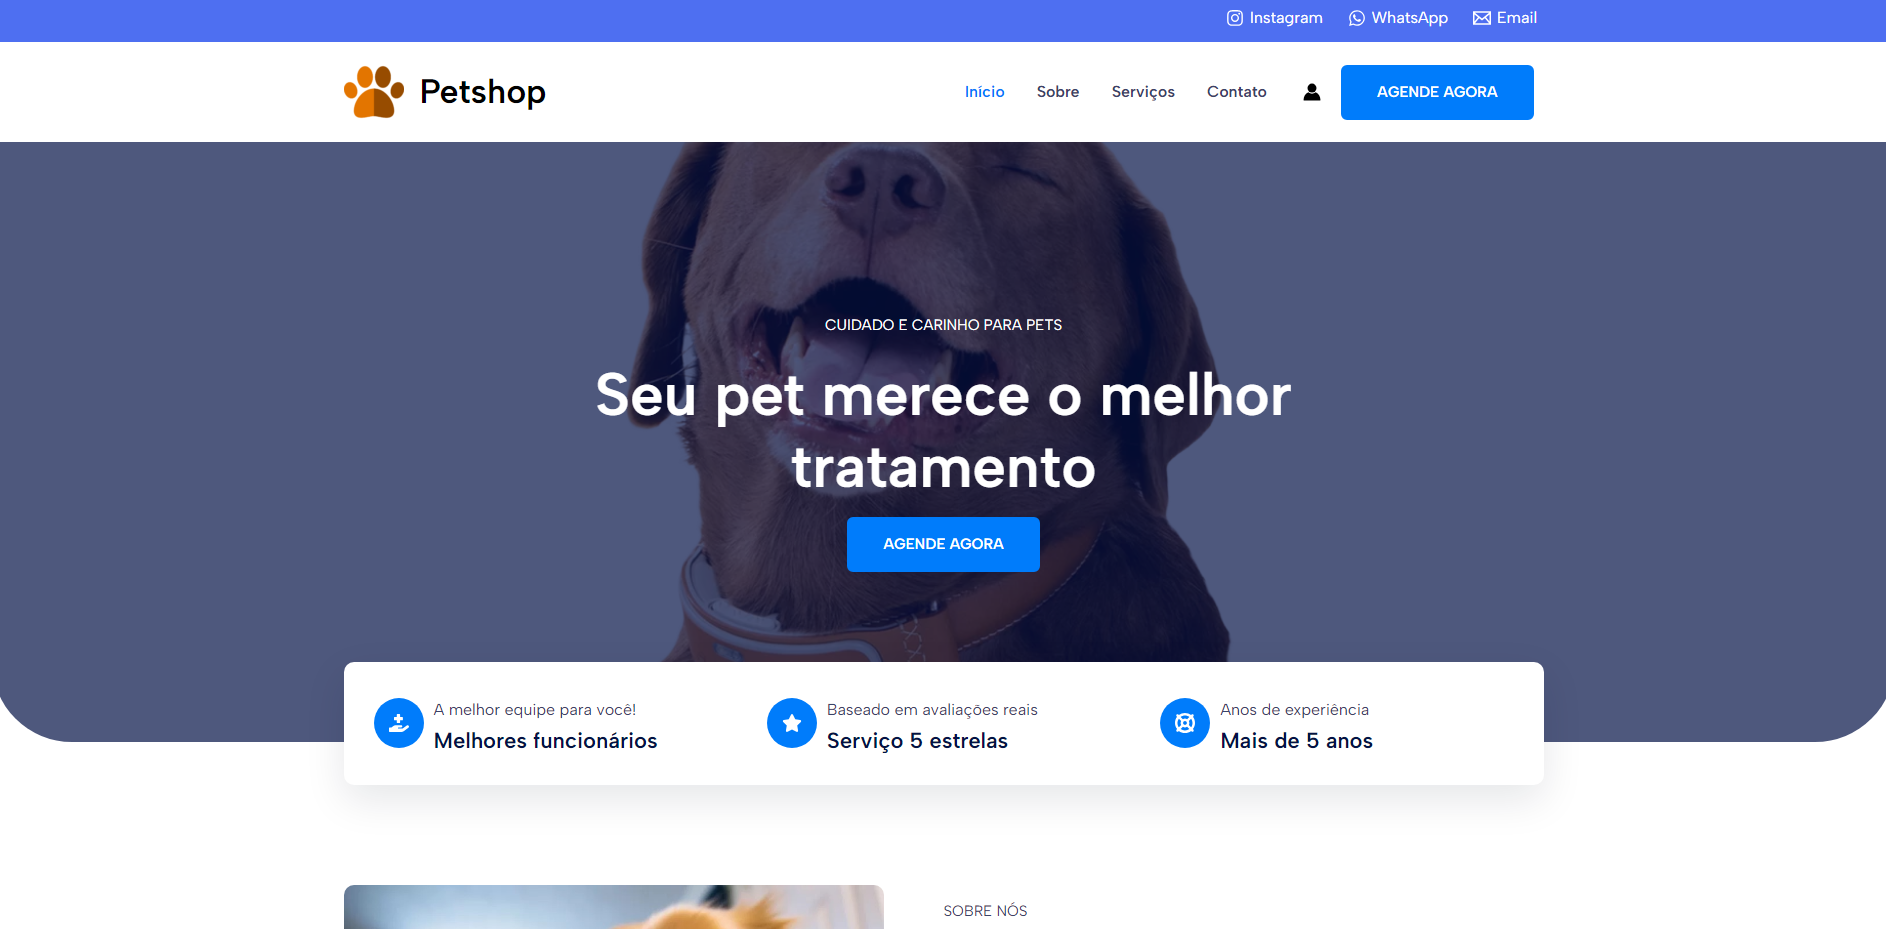 Instagram WhatsApp Email
Petshop
Início Sobre Serviços Contato AGENDE AGORA
CUIDADO E CARINHO PARA PETS
Seu pet merece o melhor
tratamento
AGENDE AGORA
A melhor equipe para você!
Melhores funcionários
Baseado em avaliações reais
Serviço 5 estrelas
Anos de experiência
Mais de 5 anos
SOBRE NÓS